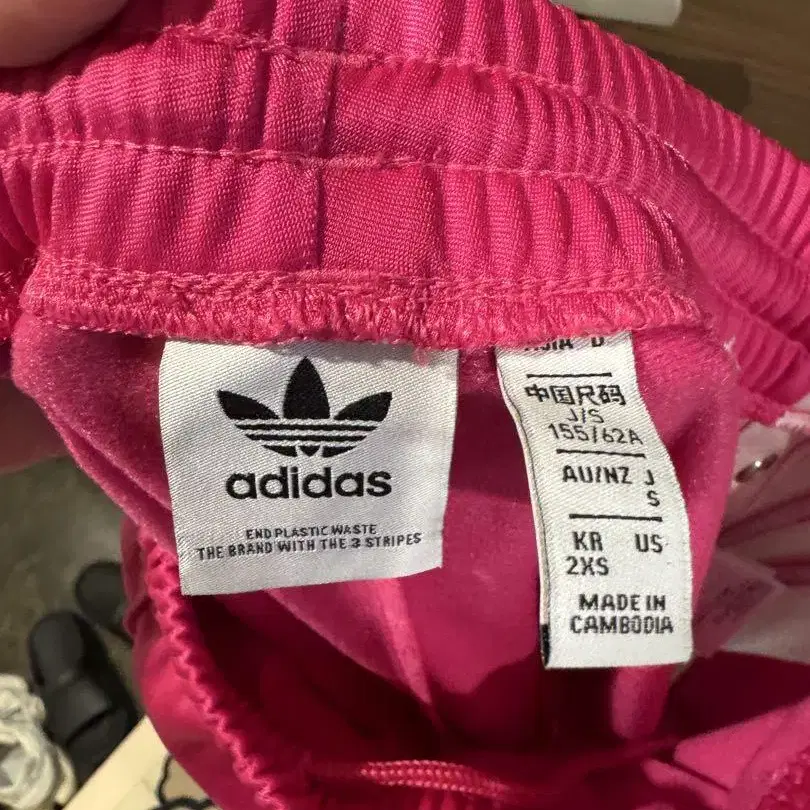 adidas
END PLASTIC WASTE
THE BRAND WITH THE 3 STRIPES
中国尺码
J/S
155/62A
AU/NZ J
S
KR US
2XS
MADE IN
CAMBODIA